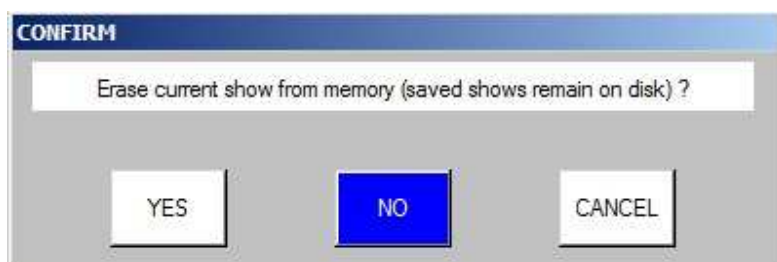 CONFIRM
Erase current show from memory (saved shows remain on disk) ?
YES NO CANCEL